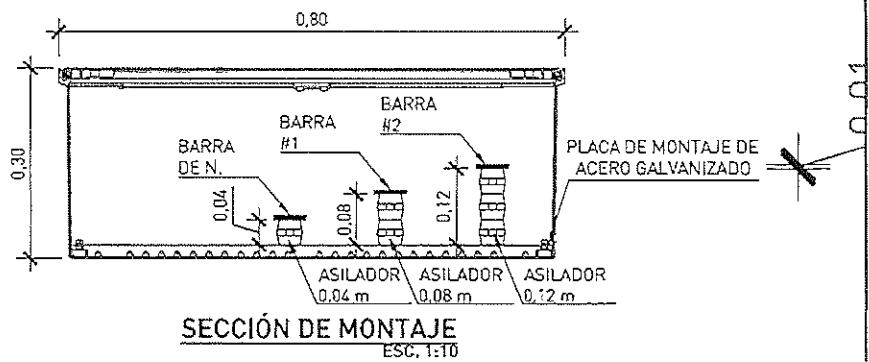 0,80
0,30
BARRA
DE N.
0,04
BARRA
#1
0,08
BARRA
#2
0,12
PLACA DE MONTAJE DE
ACERO GALVANIZADO
ASILADOR
0,04 m
ASILADOR
0,08 m
ASILADOR
0,12 m
SECCIÓN DE MONTAJE
ESC. 1:10